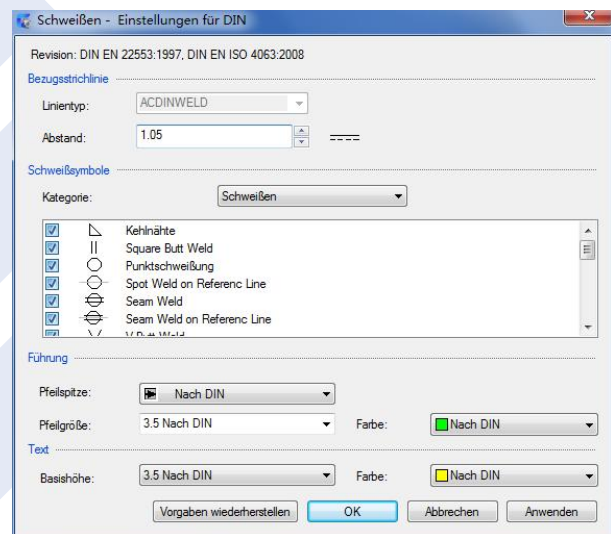 Schweißen - Einstellungen für DIN
Revision: DIN EN 22553:1997, DIN EN ISO 4063:2008
Bezugsstrichlinie
Linientyp: ACDINWELD
Abstand: 1.05
Schweißsymbole
Kategorie: Schweißen
Kehlnähte
Square Butt Weld
Punktschweißung
Spot Weld on Referenc Line
Seam Weld
Seam Weld on Referenc Line
V Butt Weld
Führung
Pfeilspitze: Nach DIN
Pfeilgröße: 3.5 Nach DIN Farbe: Nach DIN
Text
Basishöhe: 3.5 Nach DIN Farbe: Nach DIN
Vorgaben wiederherstellen OK Abbrechen Anwenden